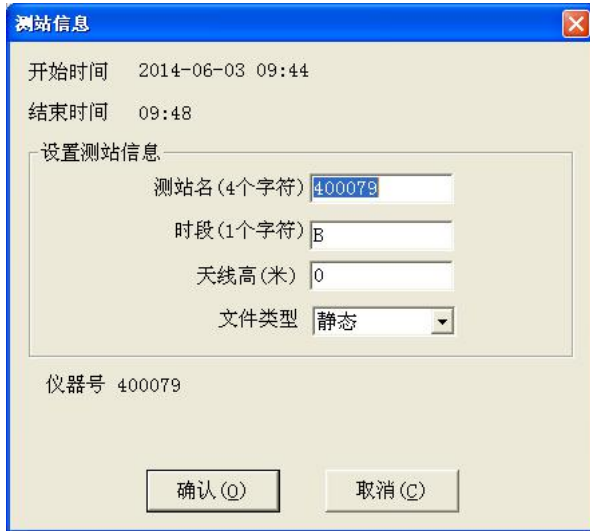 测站信息
开始时间 2014-06-03 09:44
结束时间 09:48
设置测站信息
测站名(4个字符) 400079
时段(1个字符) B
天线高(米) 0
文件类型 静态
仪器号 400079
确认(O) 取消(C)